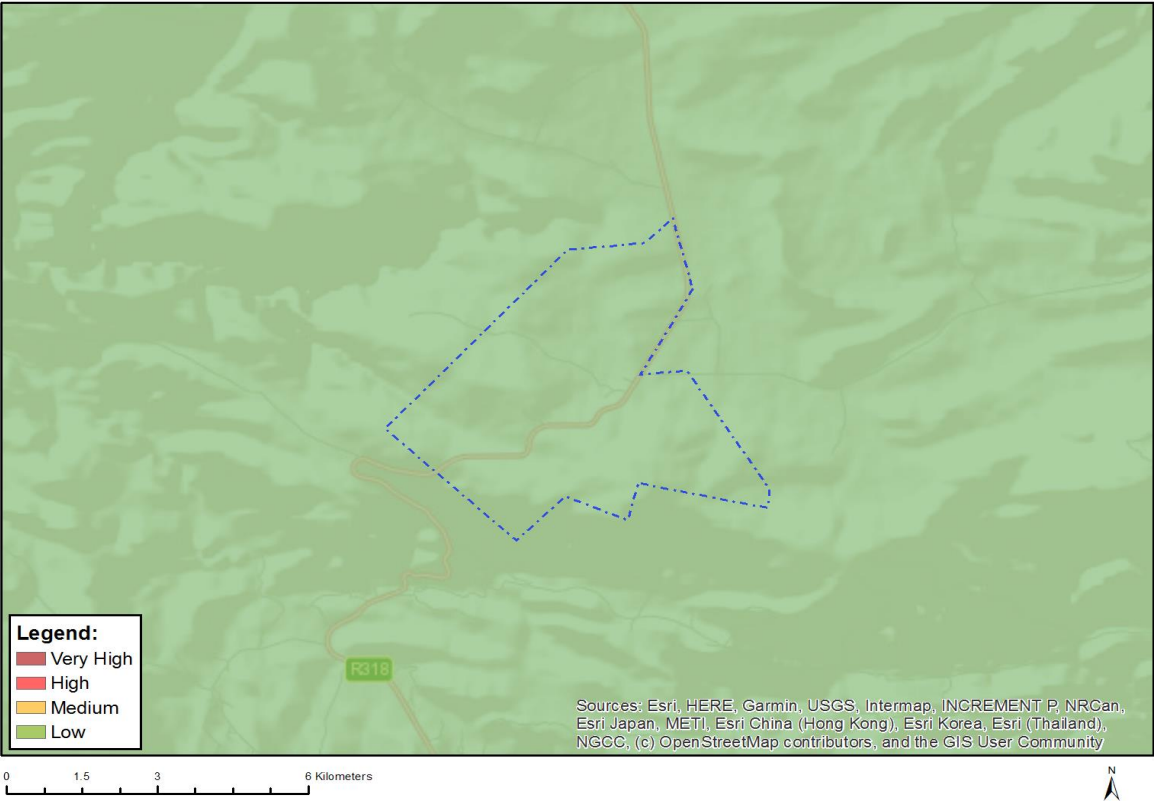 R318
Legend:
Very High
High
Medium
Low
Sources: Esri, HERE, Garmin, USGS, Intermap, INCREMENT P, NRCan,
Esri Japan, METI, Esri China (Hong Kong), Esri Korea, Esri (Thailand),
NGCC, (c) OpenStreetMap contributors, and the GIS User Community
0 1.5 3 6 Kilometers
N